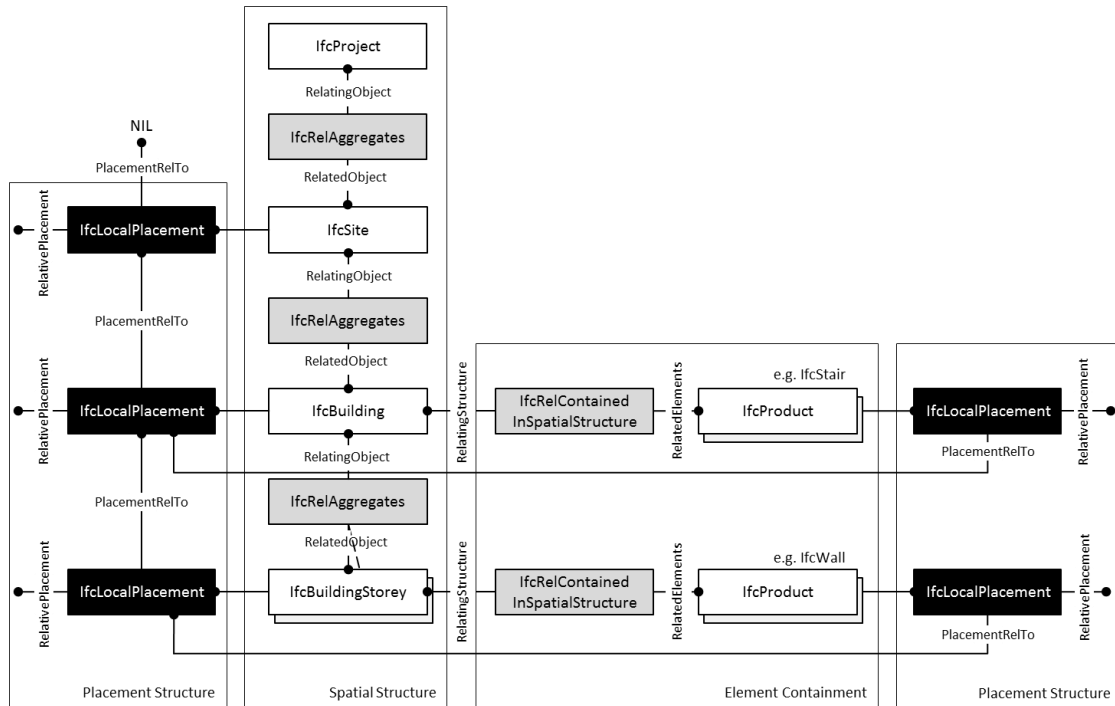 IfcProject
RelatingObject
IfcRelAggregates
NIL
PlacementRelTo
RelatedObject
RelativePlacement
IfcLocalPlacement
IfcSite
RelatingObject
PlacementRelTo
IfcRelAggregates
RelatedObject
e.g. IfcStair
RelativePlacement
IfcLocalPlacement
IfcBuilding
RelatingStructure
IfcRelContained
InSpatialStructure
RelatedElements
IfcProduct
IfcLocalPlacement
RelativePlacement
RelatingObject
PlacementRelTo
PlacementRelTo
IfcRelAggregates
RelatedObject
e.g. IfcWall
RelativePlacement
IfcLocalPlacement
IfcBuildingStorey
RelatingStructure
IfcRelContained
InSpatialStructure
RelatedElements
IfcProduct
IfcLocalPlacement
RelativePlacement
PlacementRelTo
Placement Structure
Spatial Structure
Element Containment
Placement Structure